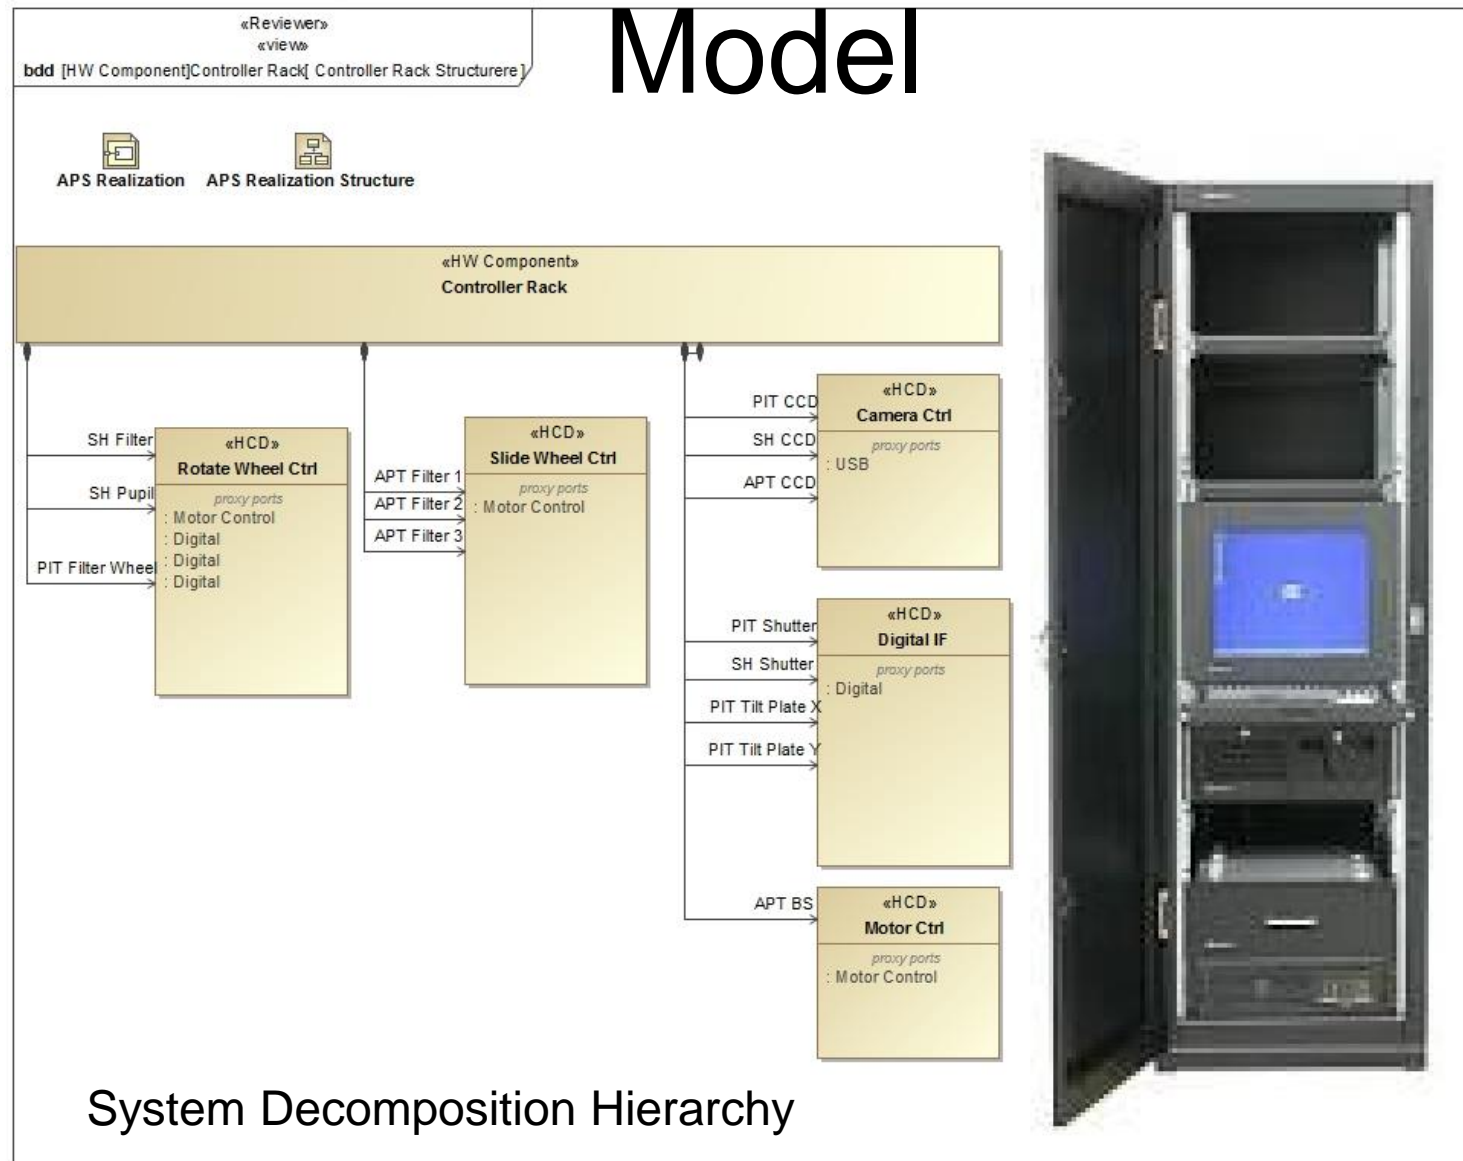 Model
«Reviewer»
«view»
bdd [HW Component]Controller Rack[ Controller Rack Structurere]
APS Realization
APS Realization Structure
«HW Component»
Controller Rack
SH Filter
SH Pupil
PIT Filter Wheel
«HCD»
Rotate Wheel Ctrl
proxy ports
: Motor Control
: Digital
: Digital
: Digital
APT Filter 1
APT Filter 2
APT Filter 3
«HCD»
Slide Wheel Ctrl
proxy ports
: Motor Control
PIT CCD
SH CCD
APT CCD
«HCD»
Camera Ctrl
proxy ports
: USB
PIT Shutter
SH Shutter
PIT Tilt Plate X
PIT Tilt Plate Y
«HCD»
Digital IF
proxy ports
: Digital
APT BS
«HCD»
Motor Ctrl
proxy ports
: Motor Control
System Decomposition Hierarchy